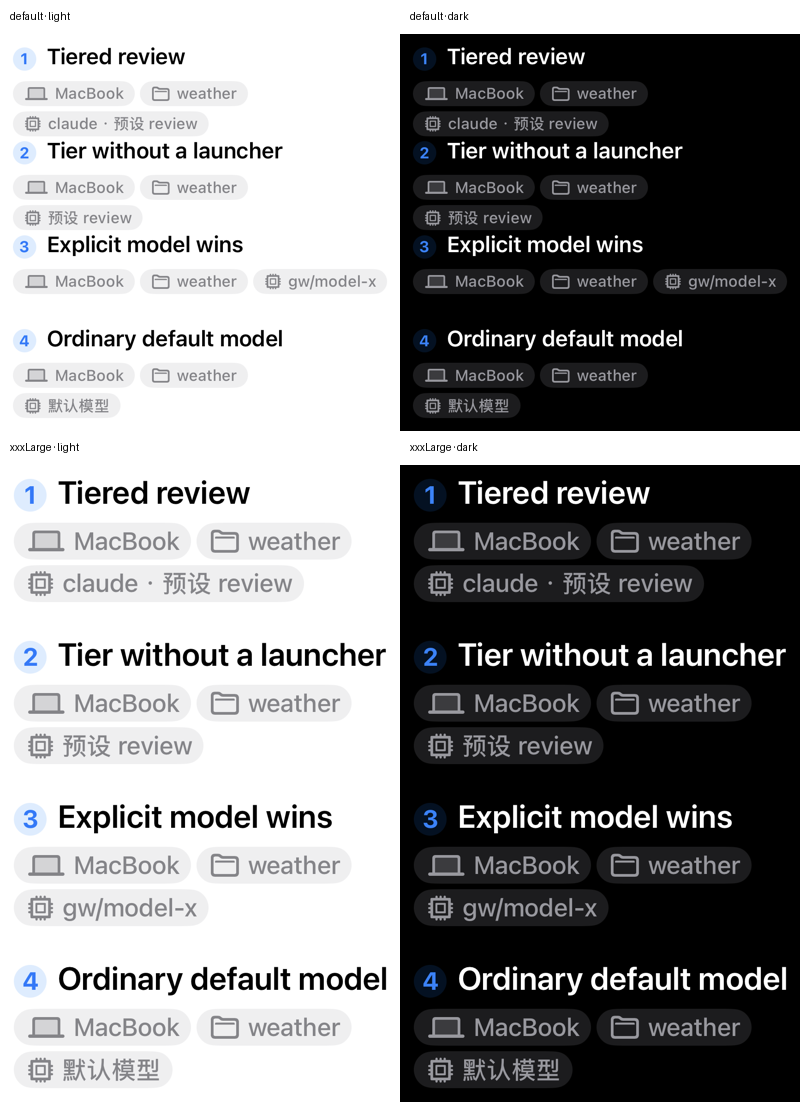 default·light
1 Tiered review
MacBook weather
claude · 预设 review
2 Tier without a launcher
MacBook weather
预设 review
3 Explicit model wins
MacBook weather gw/model-x
4 Ordinary default model
MacBook weather
默认模型
default·dark
1 Tiered review
MacBook weather
claude · 预设 review
2 Tier without a launcher
MacBook weather
预设 review
3 Explicit model wins
MacBook weather gw/model-x
4 Ordinary default model
MacBook weather
默认模型
xxxLarge·light
1 Tiered review
MacBook weather
claude · 预设 review
2 Tier without a launcher
MacBook weather
预设 review
3 Explicit model wins
MacBook weather
gw/model-x
4 Ordinary default model
MacBook weather
默认模型
xxxLarge·dark
1 Tiered review
MacBook weather
claude · 预设 review
2 Tier without a launcher
MacBook weather
预设 review
3 Explicit model wins
MacBook weather
gw/model-x
4 Ordinary default model
MacBook weather
默认模型